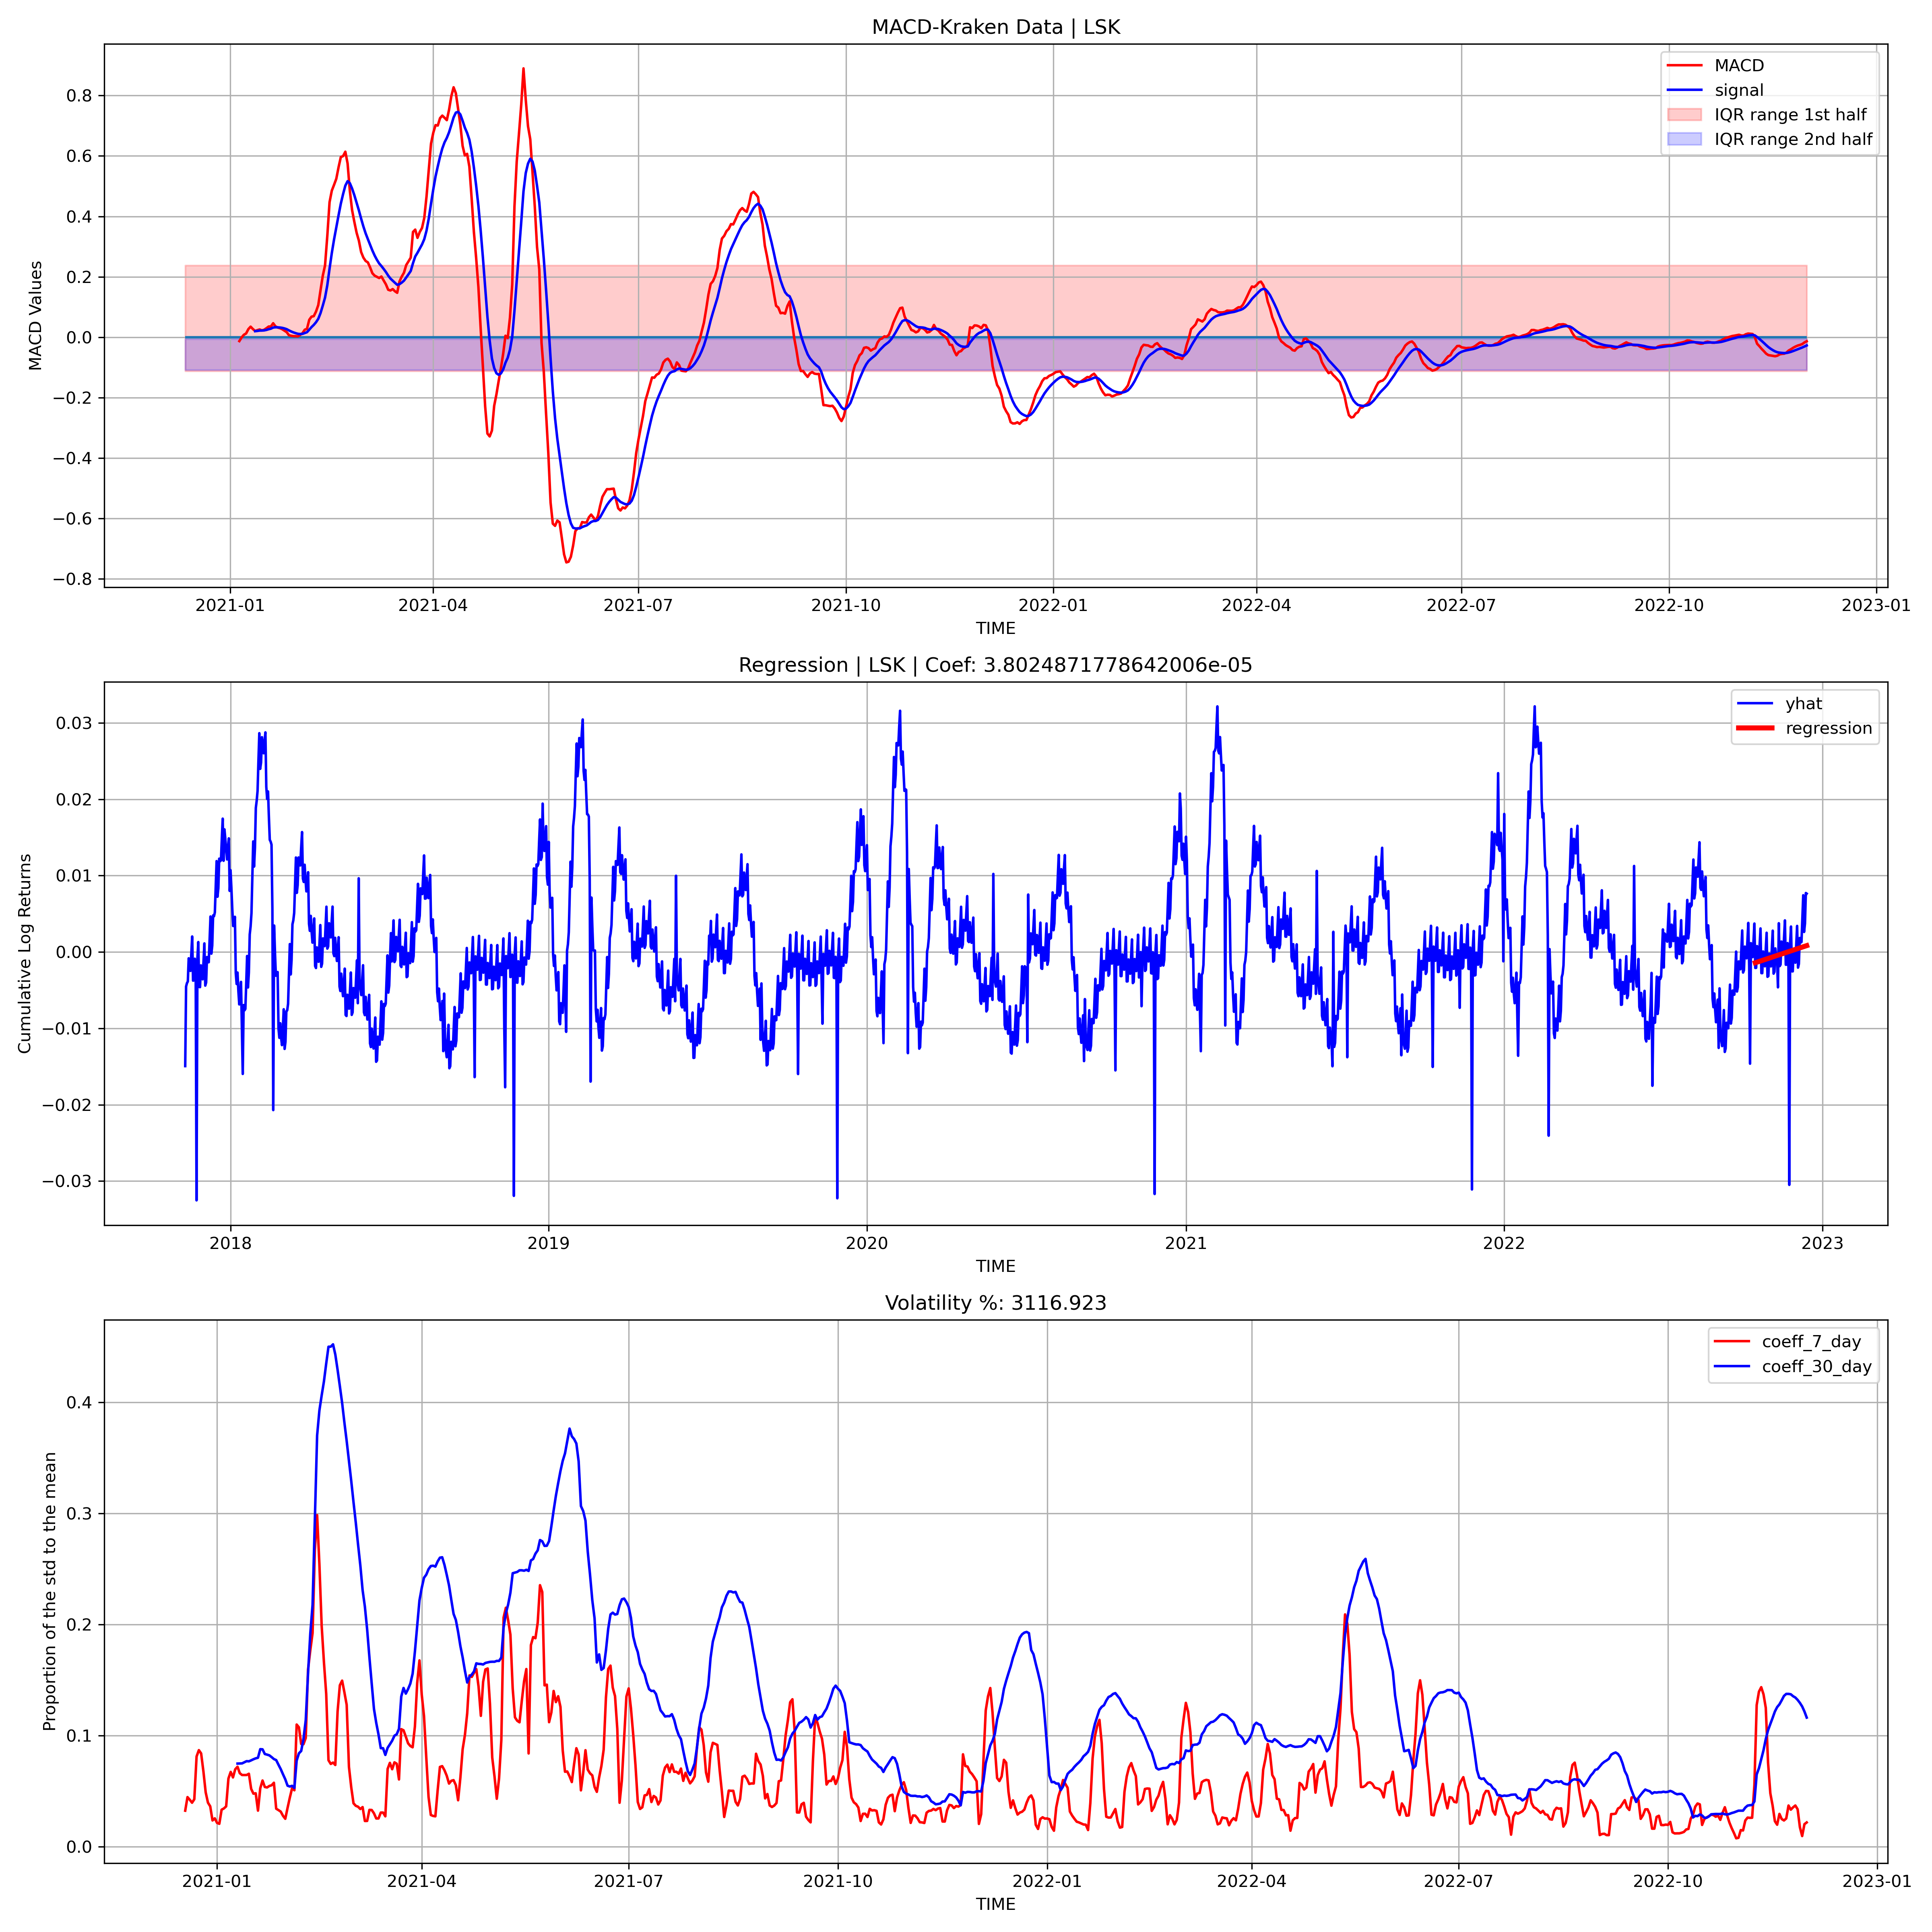 MACD-Kraken Data | LSK
MACD
signal
IQR range 1st half
IQR range 2nd half
MACD Values
0.8
0.6
0.4
0.2
0.0
−0.2
−0.4
−0.6
−0.8
2021-01 2021-04 2021-07 2021-10 2022-01 2022-04 2022-07 2022-10 2023-01
TIME
Regression | LSK | Coef: 3.8024871778642006e-05
yhat
regression
Cumulative Log Returns
0.03
0.02
0.01
0.00
−0.01
−0.02
−0.03
2018 2019 2020 2021 2022 2023
TIME
Volatility %: 3116.923
coeff_7_day
coeff_30_day
Proportion of the std to the mean
0.4
0.3
0.2
0.1
0.0
2021-01 2021-04 2021-07 2021-10 2022-01 2022-04 2022-07 2022-10 2023-01
TIME